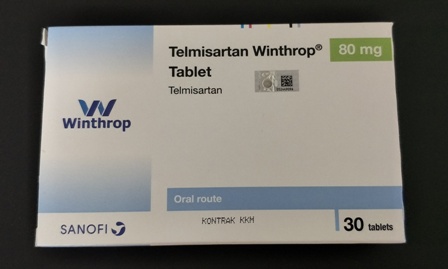 Telmisartan Winthrop® 80 mg
Tablet
Telmisartan
Winthrop
Oral route
KONTRAK KKM
SANOFI
30 tablets